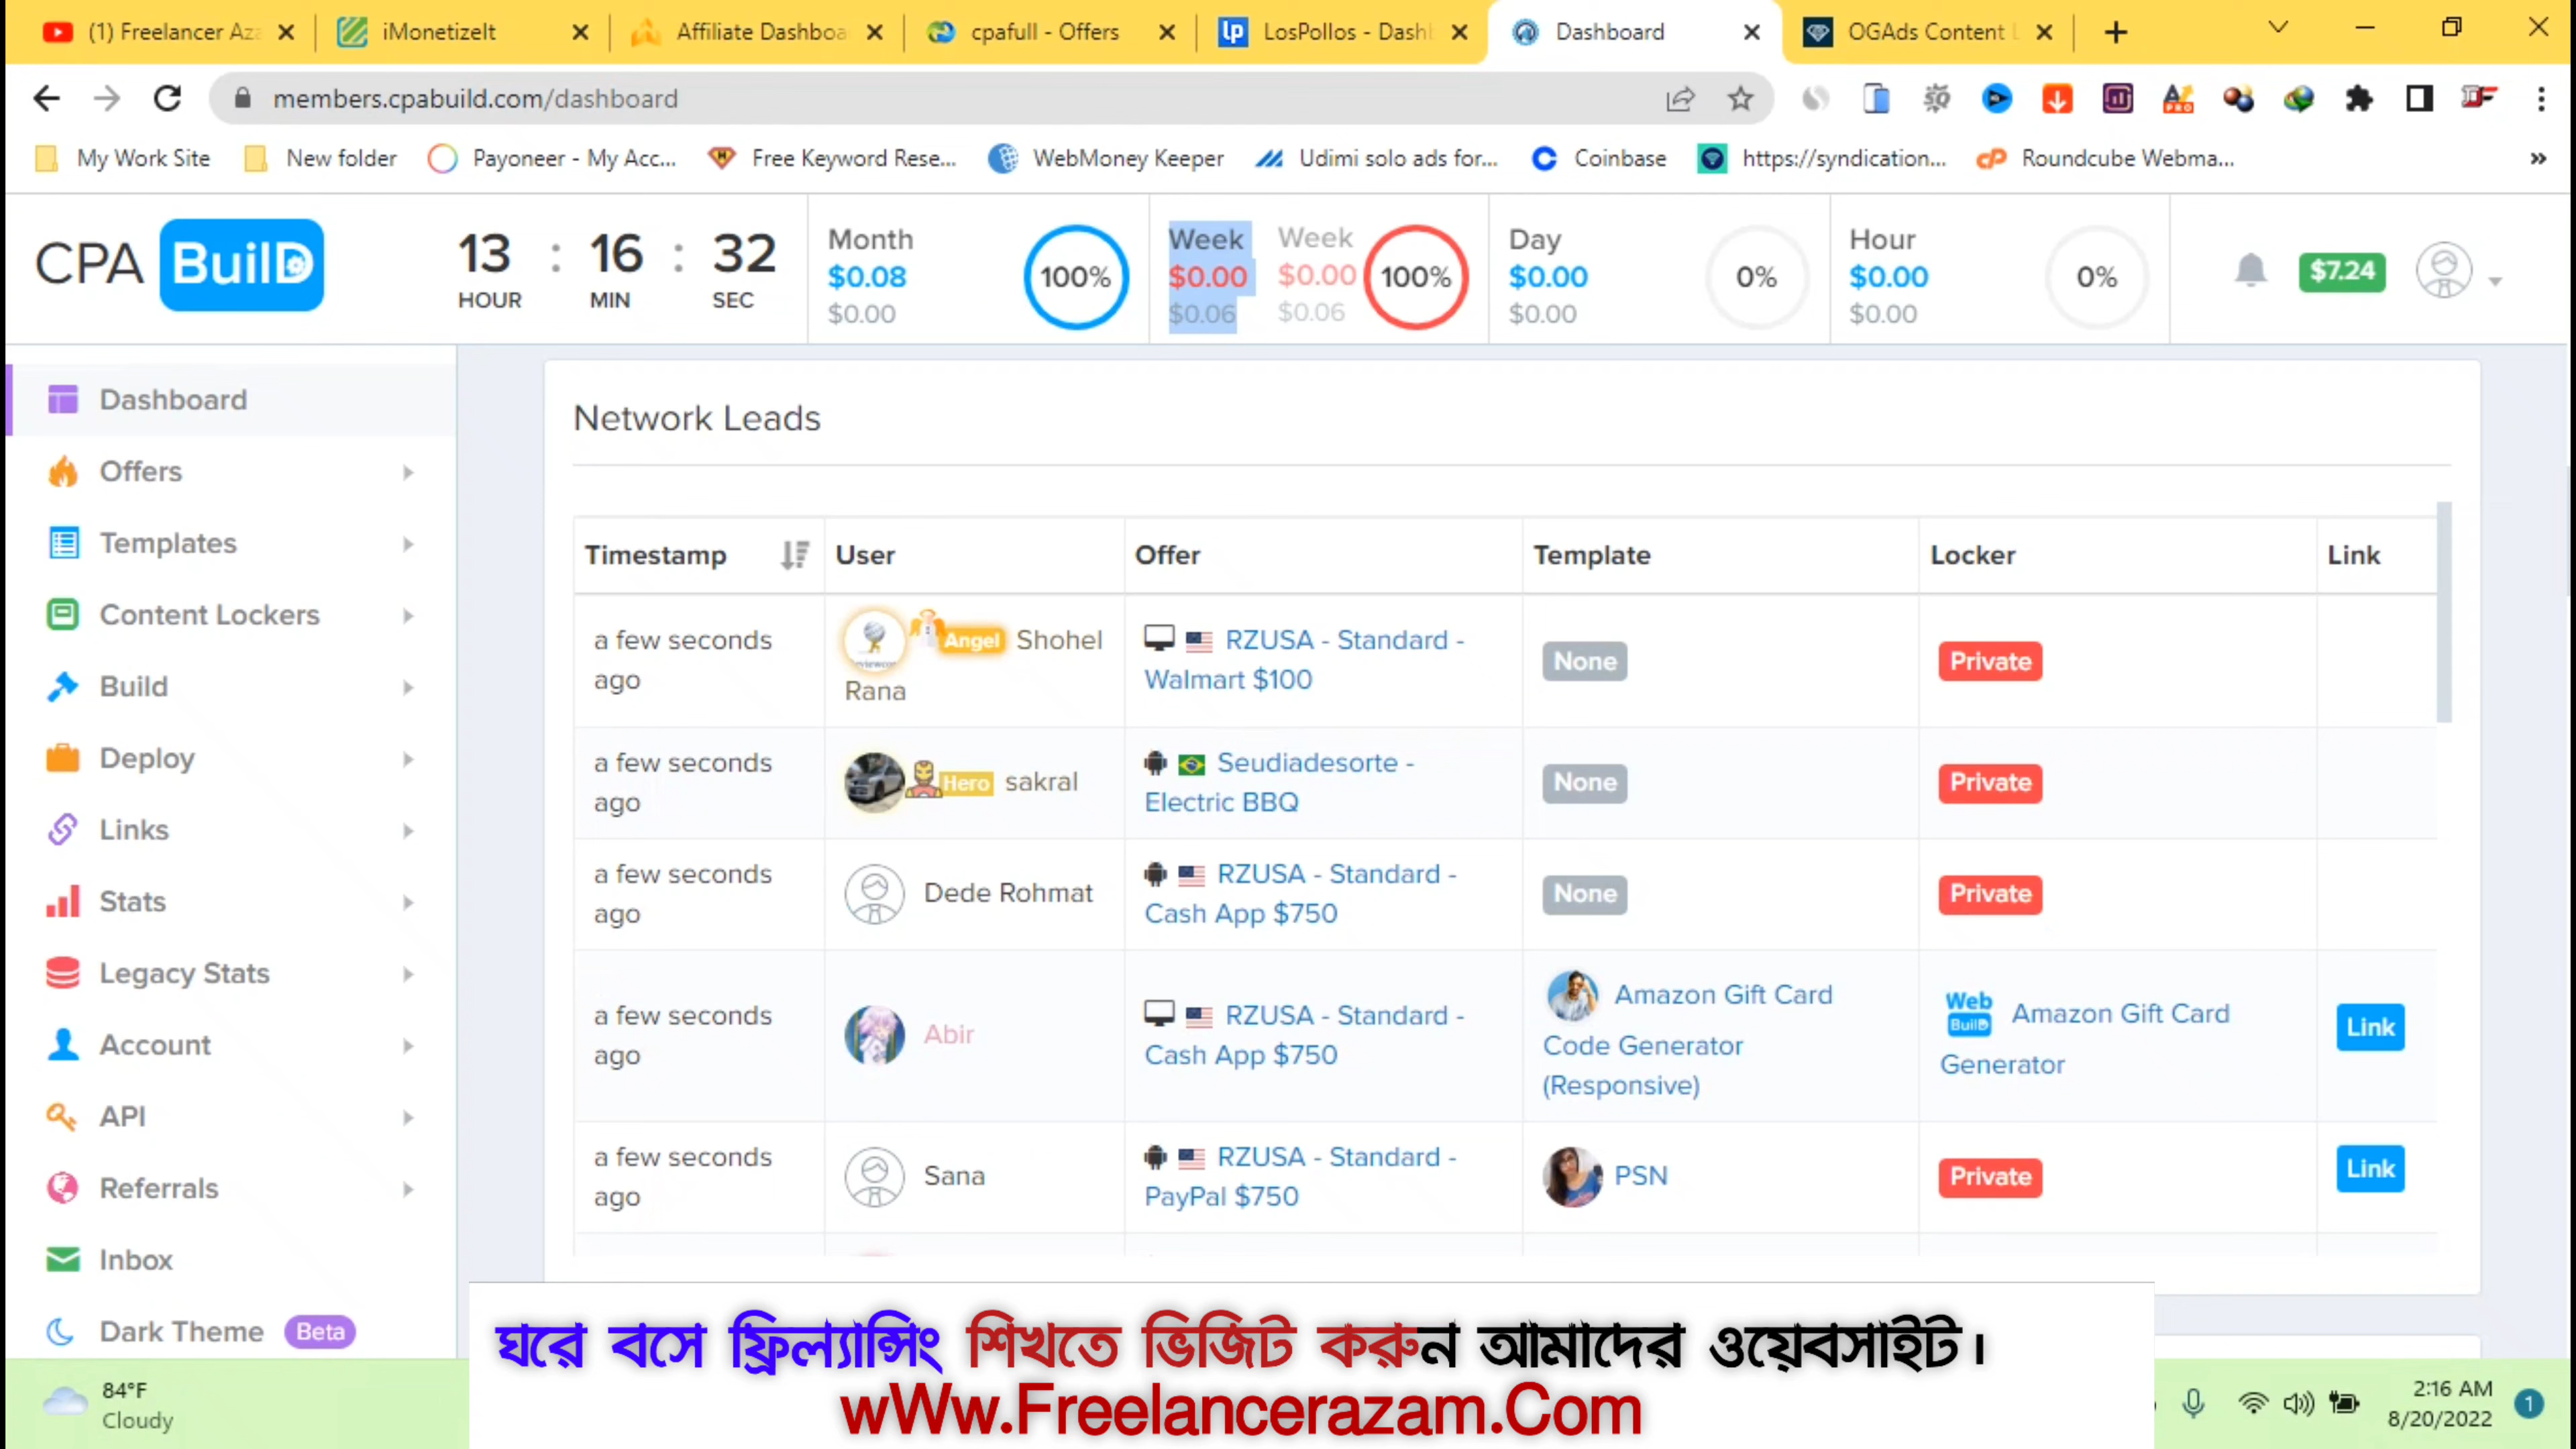 (1) Freelancer Aza
iMonetizeIt
Affiliate Dashboa
cpafull - Offers
LosPollos - Dashb
Dashboard
OGAds Content L
members.cpabuild.com/dashboard
My Work Site
New folder
Payoneer - My Acc...
Free Keyword Rese...
WebMoney Keeper
Udimi solo ads for...
Coinbase
https://syndication...
Roundcube Webma...
»
CPA BuilD
13 : 16 : 32
HOUR MIN SEC
Month
$0.08
$0.00
100%
Week
$0.00
$0.06
Week
$0.00
$0.06
100%
Day
$0.00
$0.00
0%
Hour
$0.00
$0.00
0%
$7.24
Dashboard
Offers
Templates
Content Lockers
Build
Deploy
Links
Stats
Legacy Stats
Account
API
Referrals
Inbox
Dark Theme Beta
Network Leads
Timestamp User Offer Template Locker Link
a few seconds ago
Angel Shohel Rana
RZUSA - Standard - Walmart $100
None
Private
a few seconds ago
Hero sakral
Seudiadesorte - Electric BBQ
None
Private
a few seconds ago
Dede Rohmat
RZUSA - Standard - Cash App $750
None
Private
a few seconds ago
Abir
RZUSA - Standard - Cash App $750
Amazon Gift Card Code Generator (Responsive)
Web BuilD Amazon Gift Card Generator
Link
a few seconds ago
Sana
RZUSA - Standard - PayPal $750
PSN
Private
Link
ঘরে বসে ফ্রিল্যান্সিং শিখতে ভিজিট করুন আমাদের ওয়েবসাইট।
wWw.Freelancerazam.Com
84°F
Cloudy
2:16 AM
8/20/2022
1